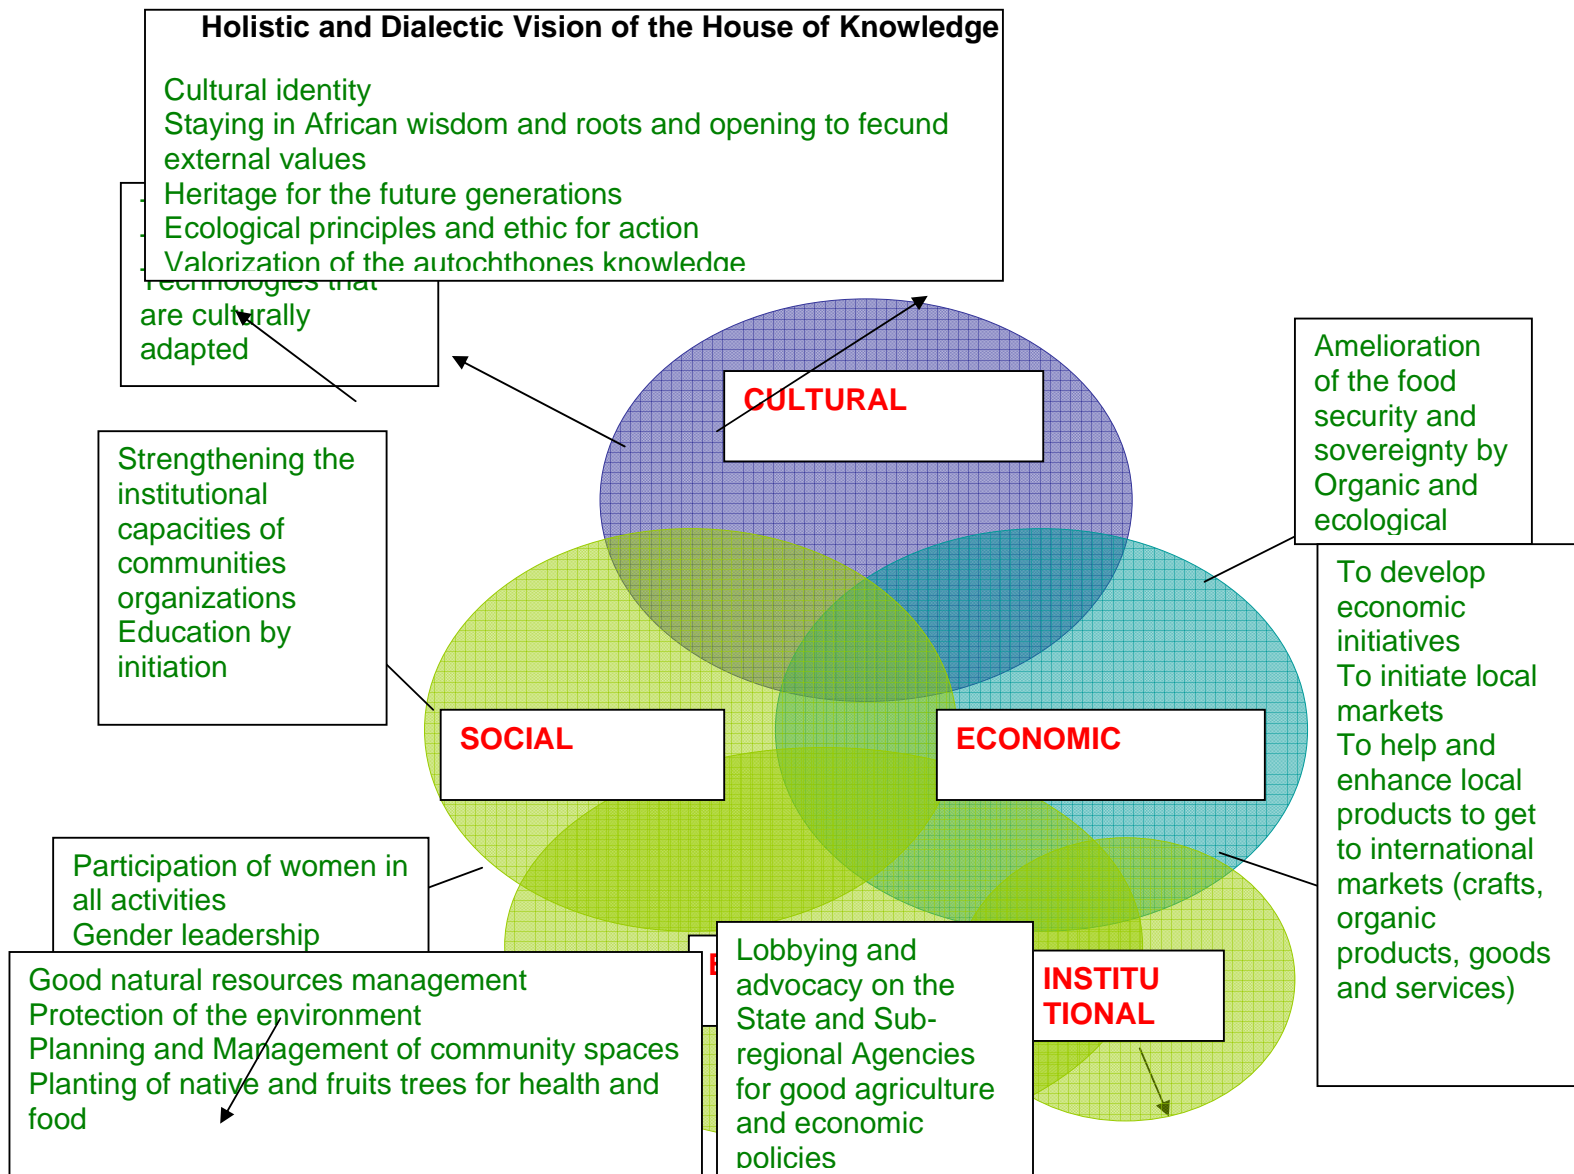 Holistic and Dialectic Vision of the House of Knowledge
Cultural identity
Staying in African wisdom and roots and opening to fecund
external values
Heritage for the future generations
Ecological principles and ethic for action
Valorization of the autochthones knowledge
Technologies that
are culturally
adapted
CULTURAL
Amelioration
of the food
security and
sovereignty by
Organic and
ecological
Strengthening the
institutional
capacities of
communities
organizations
Education by
initiation
To develop
economic
initiatives
To initiate local
markets
To help and
enhance local
products to get
to international
markets (crafts,
organic
products, goods
and services)
SOCIAL
ECONOMIC
Participation of women in
all activities
Gender leadership
Good natural resources management
Protection of the environment
Planning and Management of community spaces
Planting of native and fruits trees for health and
food
Lobbying and
advocacy on the
State and Sub-
regional Agencies
for good agriculture
and economic
policies
INSTITU
TIONAL